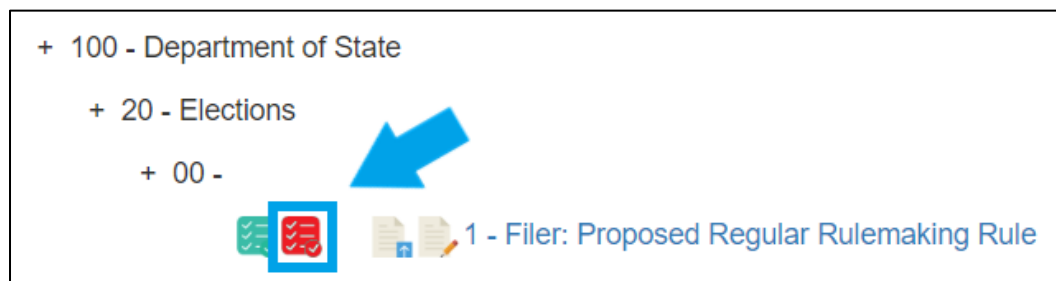 + 100 - Department of State
+ 20 - Elections
+ 00 -
1 - Filer: Proposed Regular Rulemaking Rule